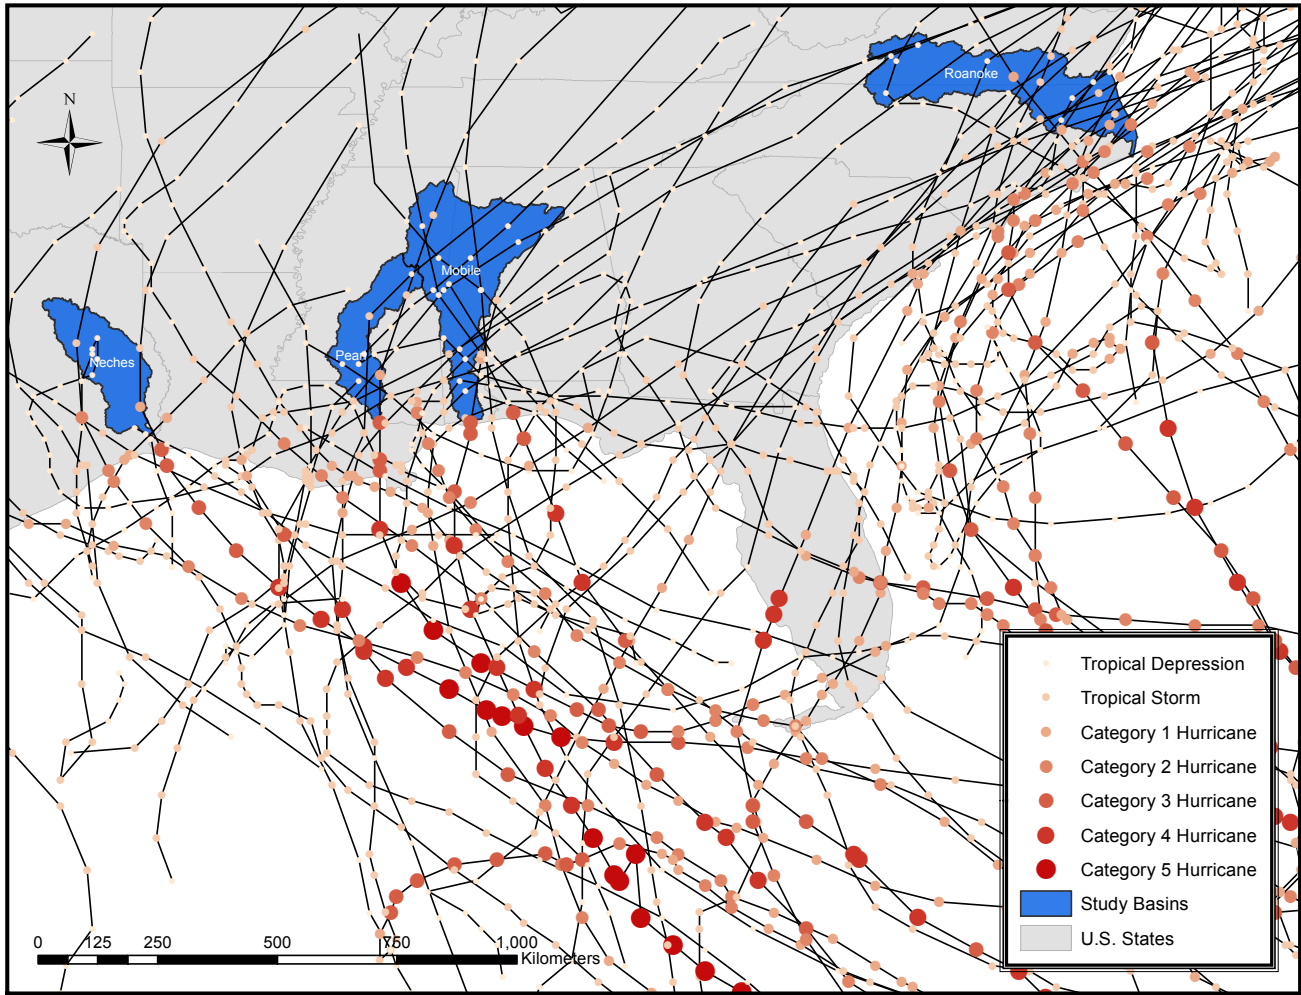 Roanoke
N
Mobile
Pearl
Neches
Tropical Depression
Tropical Storm
Category 1 Hurricane
Category 2 Hurricane
Category 3 Hurricane
Category 4 Hurricane
Category 5 Hurricane
Study Basins
U.S. States
0 125 250 500 750 1,000
Kilometers